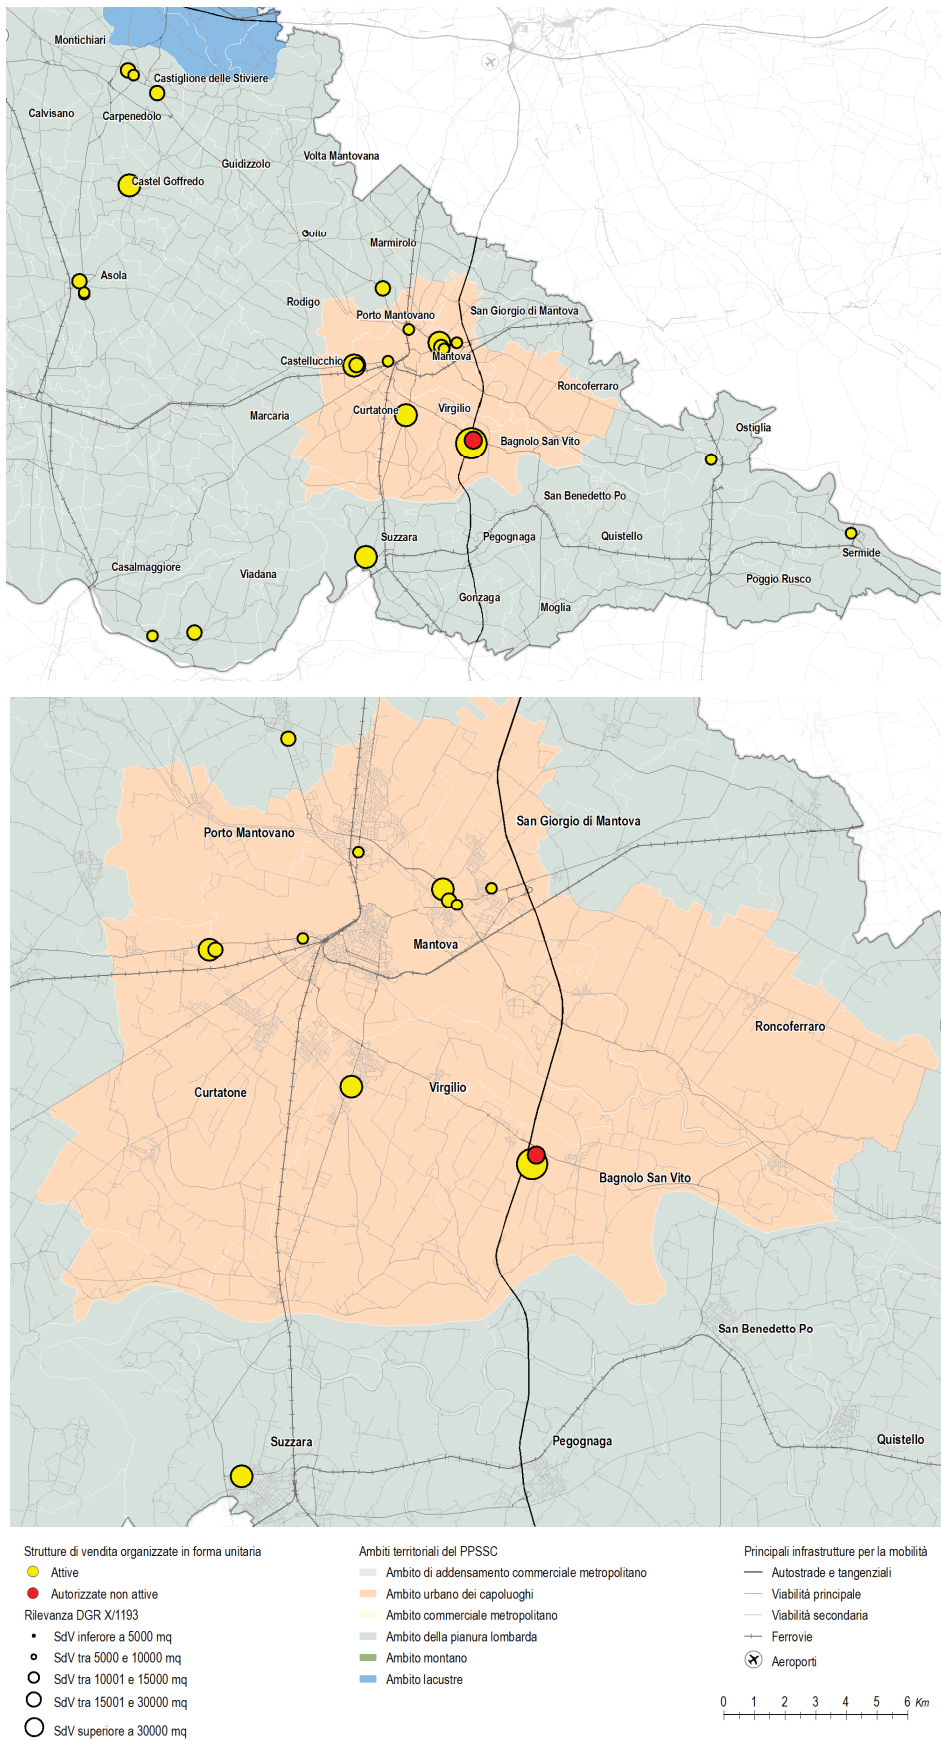 Montichiari
Castiglione delle Stiviere
Calvisano
Carpenedolo
Volta Mantovana
Guidizzolo
Castel Goffredo
Goito
Marmirolo
Asola
Rodigo
San Giorgio di Mantova
Porto Mantovano
Mantova
Castellucchio
Roncoferraro
Curtatone
Virgilio
Marcaria
Ostiglia
Bagnolo San Vito
San Benedetto Po
Suzzara
Pegognaga
Quistello
Sermide
Casalmaggiore
Viadana
Poggio Rusco
Gonzaga
Moglia
San Giorgio di Mantova
Porto Mantovano
Mantova
Roncoferraro
Curtatone
Virgilio
Bagnolo San Vito
San Benedetto Po
Suzzara
Pegognaga
Quistello
Strutture di vendita organizzate in forma unitaria
Attive
Autorizzate non attive
Rilevanza DGR X/1193
SdV inferore a 5000 mq
SdV tra 5000 e 10000 mq
SdV tra 10001 e 15000 mq
SdV tra 15001 e 30000 mq
SdV superiore a 30000 mq
Ambiti territoriali del PPSSC
Ambito di addensamento commerciale metropolitano
Ambito urbano dei capoluoghi
Ambito commerciale metropolitano
Ambito della pianura lombarda
Ambito montano
Ambito lacustre
Principali infrastrutture per la mobilità
Autostrade e tangenziali
Viabilità principale
Viabilità secondaria
Ferrovie
Aeroporti
0 1 2 3 4 5 6 Km